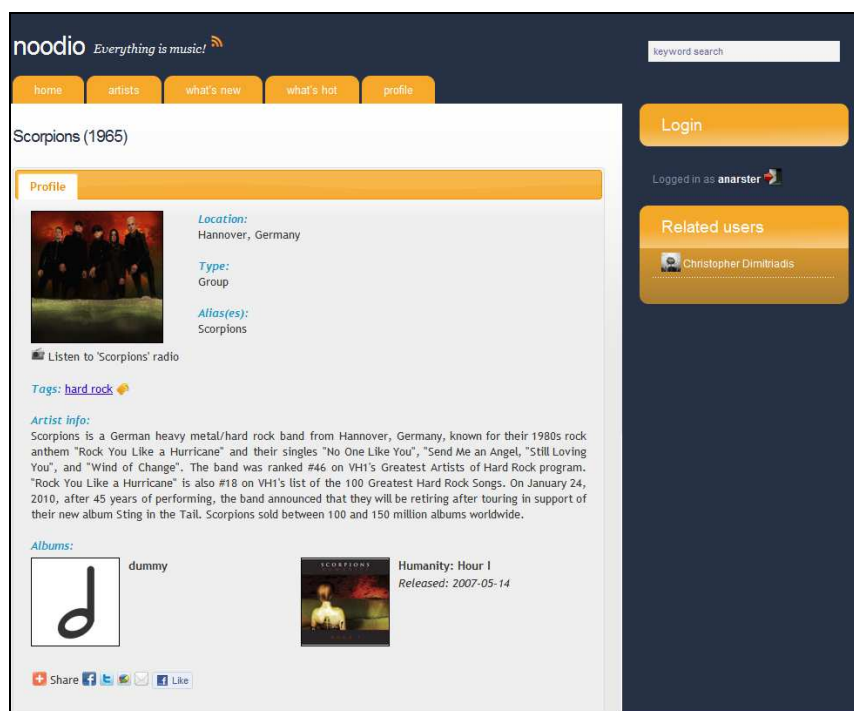 noodio Everything is music!
keyword search
home artists what's new what's hot profile
Scorpions (1965)
Login
Logged in as anarster
Related users
Christopher Dimitriadis
Profile
Location:
Hannover, Germany
Type:
Group
Alias(es):
Scorpions
Listen to 'Scorpions' radio
Tags: hard rock
Artist info:
Scorpions is a German heavy metal/hard rock band from Hannover, Germany, known for their 1980s rock
anthem "Rock You Like a Hurricane" and their singles "No One Like You", "Send Me an Angel, "Still Loving
You", and "Wind of Change". The band was ranked #46 on VH1's Greatest Artists of Hard Rock program.
"Rock You Like a Hurricane" is also #18 on VH1's list of the 100 Greatest Hard Rock Songs. On January 24,
2010, after 45 years of performing, the band announced that they will be retiring after touring in support of
their new album Sting in the Tail. Scorpions sold between 100 and 150 million albums worldwide.
Albums:
dummy
SCORPIONS
Humanity: Hour I
Released: 2007-05-14
Share Like